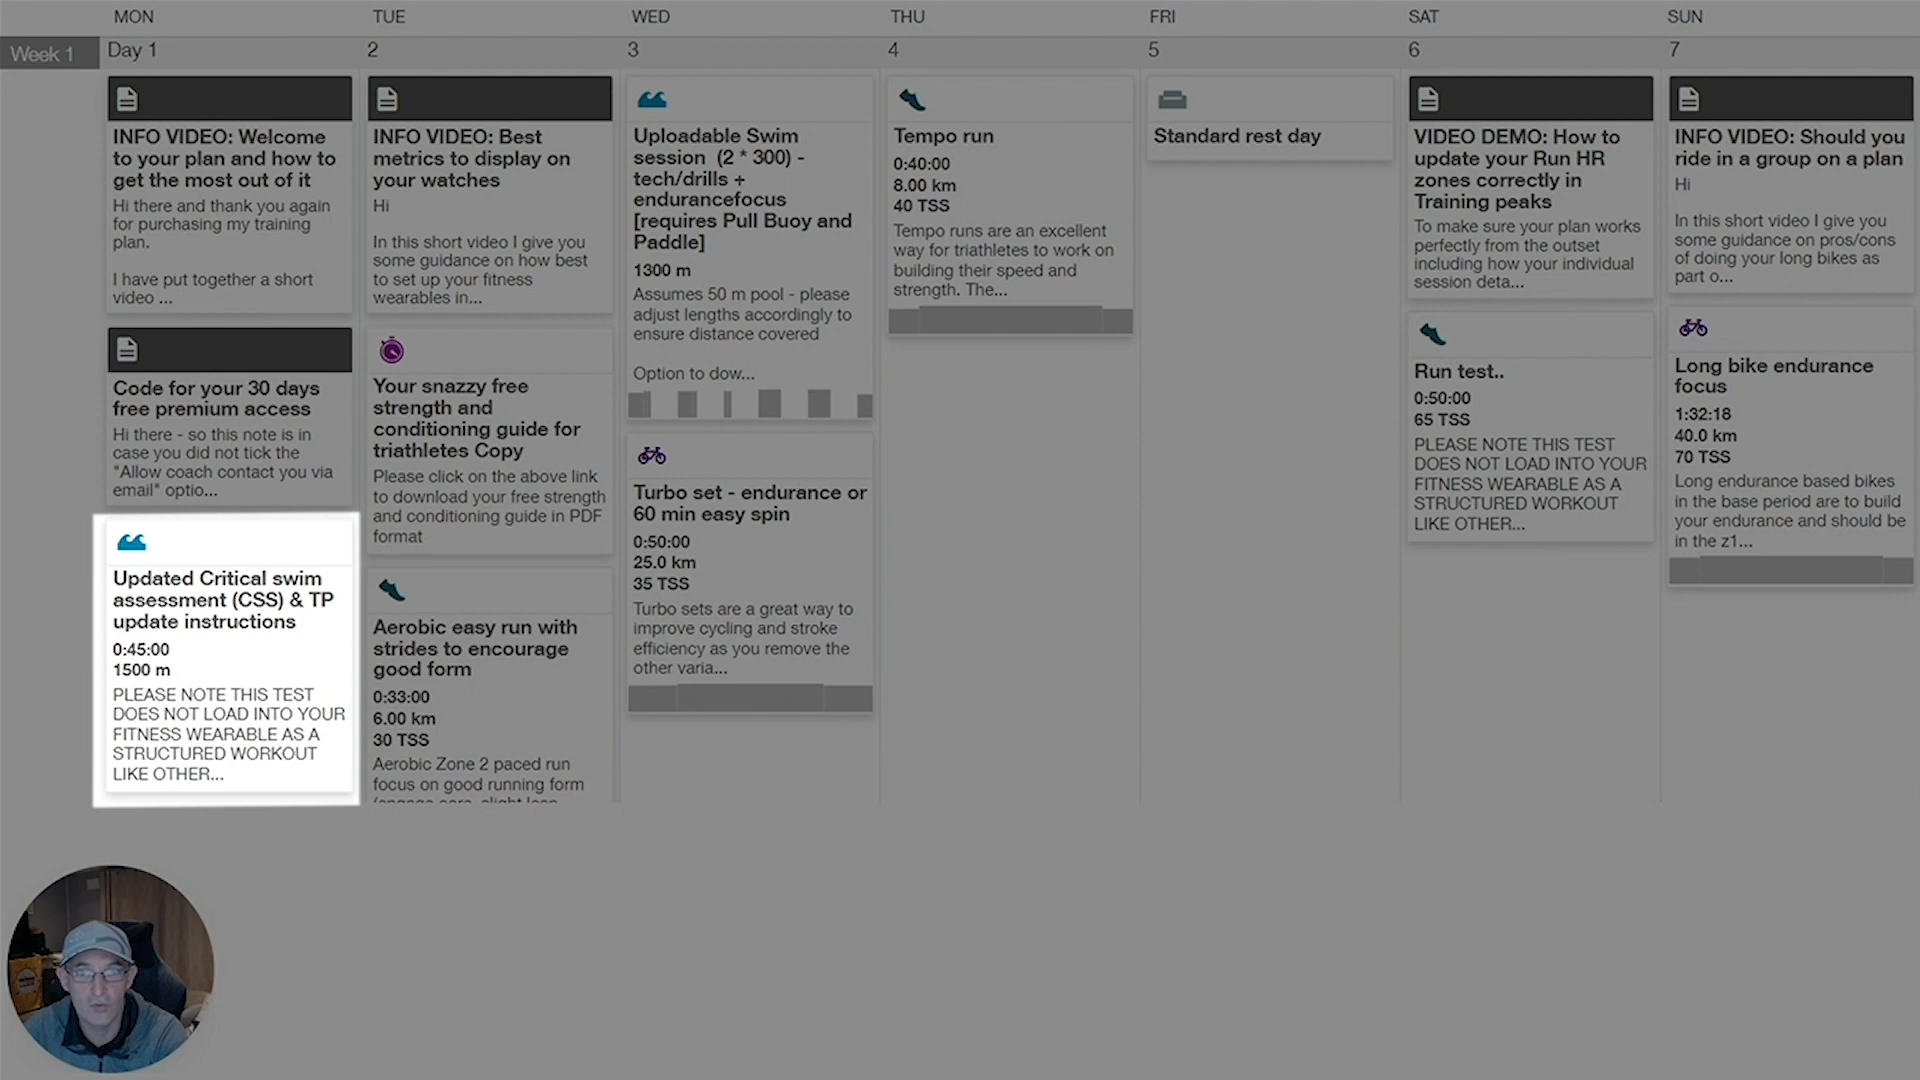 MON
TUE
WED
THU
FRI
SAT
SUN
Week 1
Day 1
2
3
4
5
6
7
INFO VIDEO: Welcome
to your plan and how to
get the most out of it
Hi there and thank you again
for purchasing my training
plan.
I have put together a short
video ...
Code for your 30 days
free premium access
Hi there - so this note is in
case you did not tick the
"Allow coach contact you via
email" optio...
Updated Critical swim
assessment (CSS) & TP
update instructions
0:45:00
1500 m
PLEASE NOTE THIS TEST
DOES NOT LOAD INTO YOUR
FITNESS WEARABLE AS A
STRUCTURED WORKOUT
LIKE OTHER...
INFO VIDEO: Best
metrics to display on
your watches
Hi
In this short video I give you
some guidance on how best
to set up your fitness
wearables in...
Your snazzy free
strength and
conditioning guide for
triathletes Copy
Please click on the above link
to download your free strength
and conditioning guide in PDF
format
Aerobic easy run with
strides to encourage
good form
0:33:00
6.00 km
30 TSS
Aerobic Zone 2 paced run
focus on good running form
Uploadable Swim
session (2 * 300) -
tech/drills +
endurancefocus
[requires Pull Buoy and
Paddle]
1300 m
Assumes 50 m pool - please
adjust lengths accordingly to
ensure distance covered
Option to dow...
Turbo set - endurance or
60 min easy spin
0:50:00
25.0 km
35 TSS
Turbo sets are a great way to
improve cycling and stroke
efficiency as you remove the
other varia...
Tempo run
0:40:00
8.00 km
40 TSS
Tempo runs are an excellent
way for triathletes to work on
building their speed and
strength. The...
Standard rest day
VIDEO DEMO: How to
update your Run HR
zones correctly in
Training peaks
To make sure your plan works
perfectly from the outset
including how your individual
session deta...
Run test..
0:50:00
65 TSS
PLEASE NOTE THIS TEST
DOES NOT LOAD INTO YOUR
FITNESS WEARABLE AS A
STRUCTURED WORKOUT
LIKE OTHER...
INFO VIDEO: Should you
ride in a group on a plan
Hi
In this short video I give you
some guidance on pros/cons
of doing your long bikes as
part o...
Long bike endurance
focus
1:32:18
40.0 km
70 TSS
Long endurance based bikes
in the base period are to build
your endurance and should be
in the z1...